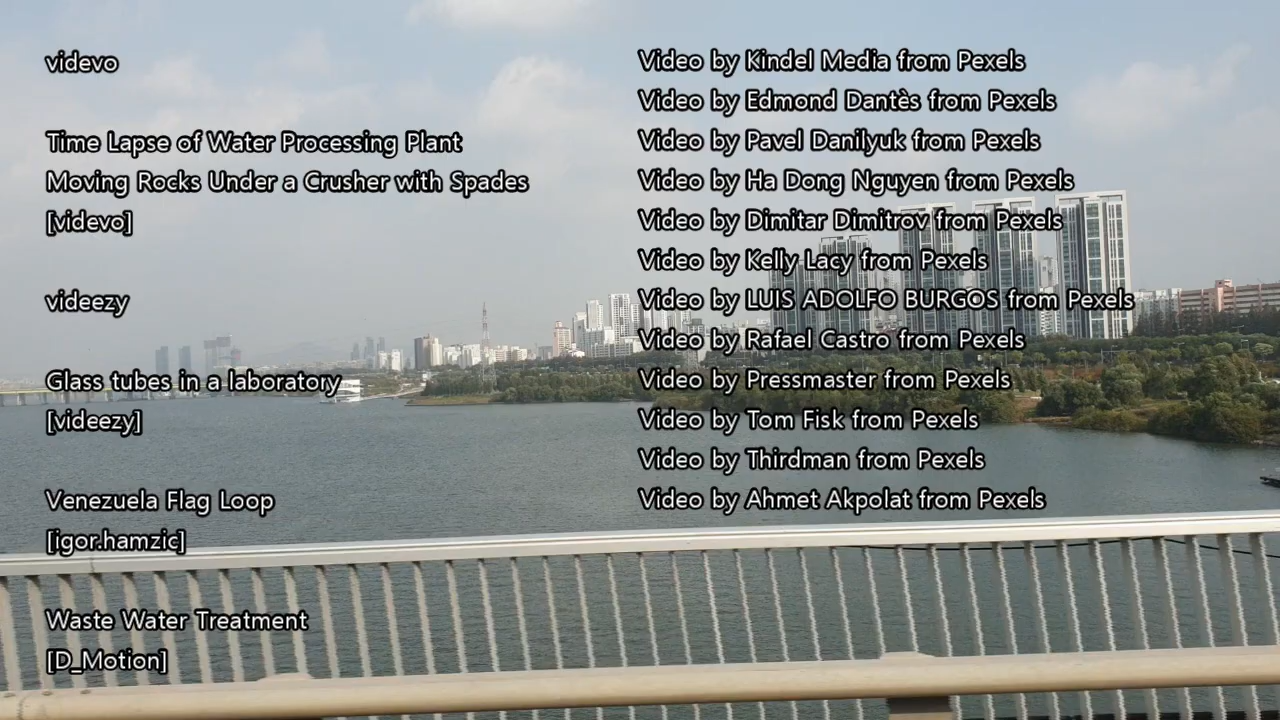 videvo
Time Lapse of Water Processing Plant
Moving Rocks Under a Crusher with Spades
[videvo]
videezy
Glass tubes in a laboratory
[videezy]
Venezuela Flag Loop
[igor.hamzic]
Waste Water Treatment
[D_Motion]
Video by Kindel Media from Pexels
Video by Edmond Dantès from Pexels
Video by Pavel Danilyuk from Pexels
Video by Ha Dong Nguyen from Pexels
Video by Dimitar Dimitrov from Pexels
Video by Kelly Lacy from Pexels
Video by LUIS ADOLFO BURGOS from Pexels
Video by Rafael Castro from Pexels
Video by Pressmaster from Pexels
Video by Tom Fisk from Pexels
Video by Thirdman from Pexels
Video by Ahmet Akpolat from Pexels